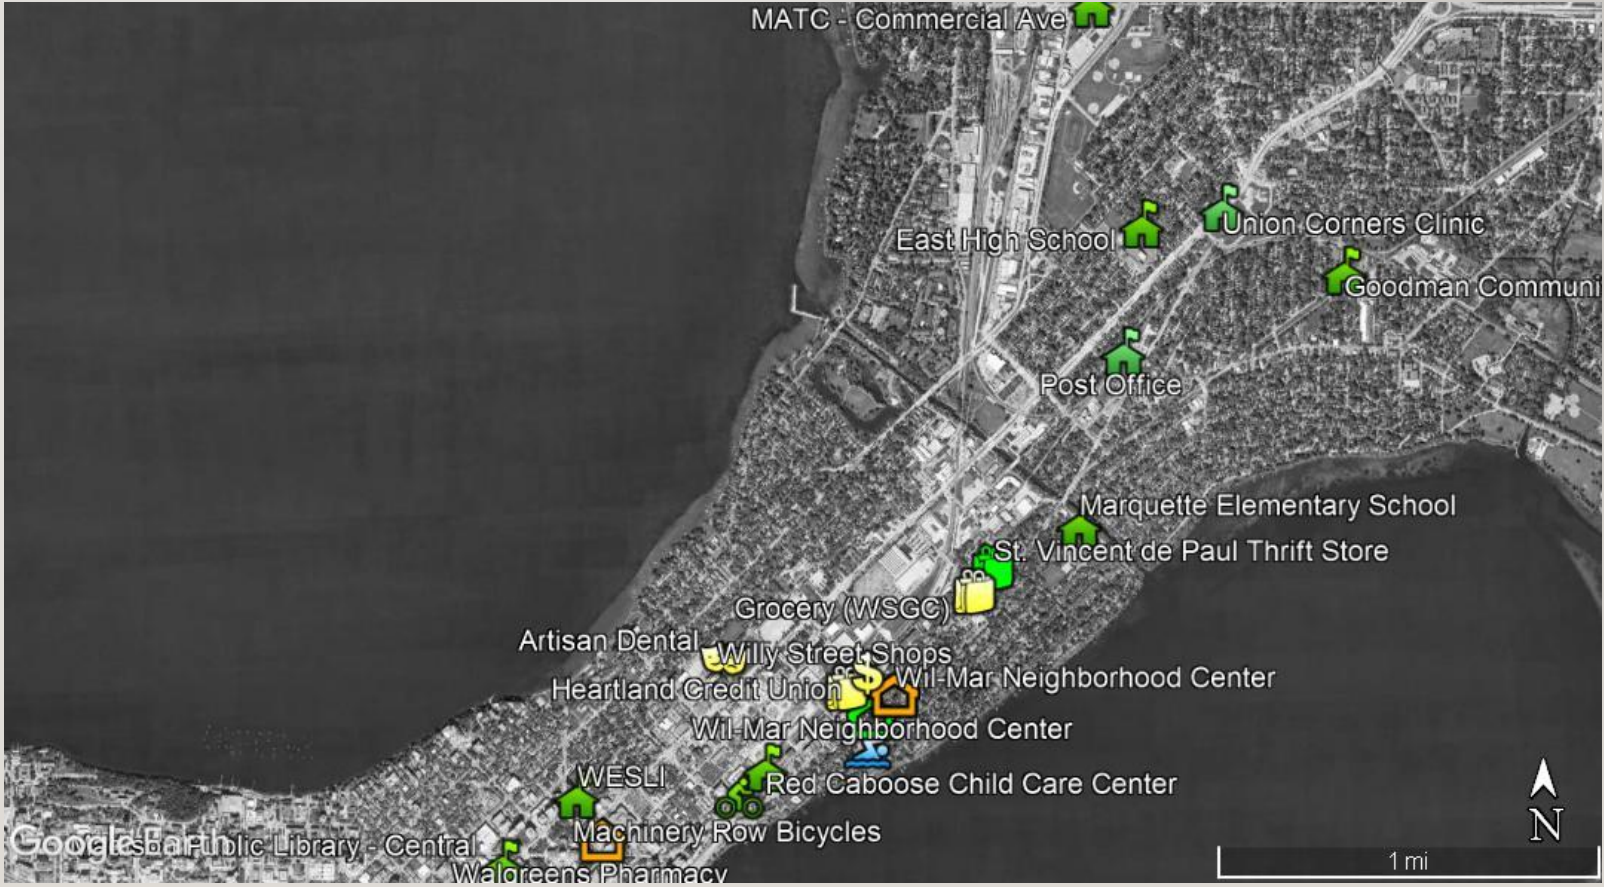 MATC - Commercial Ave
Union Corners Clinic
East High School
Goodman Communi
Post Office
Marquette Elementary School
St. Vincent de Paul Thrift Store
Grocery (WSGC)
Artisan Dental
Willy Street Shops
Wil-Mar Neighborhood Center
Heartland Credit Union
Wil-Mar Neighborhood Center
WESLI
Red Caboose Child Care Center
Machinery Row Bicycles
Google Earth
Public Library - Central
Walgreens Pharmacy
N
1 mi